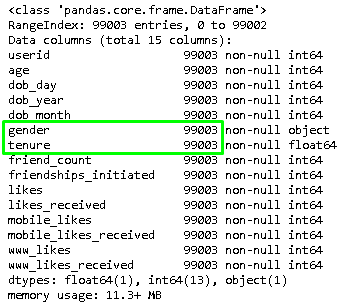 <class 'pandas.core.frame.DataFrame'>
RangeIndex: 99003 entries, 0 to 99002
Data columns (total 15 columns):
userid 99003 non-null int64
age 99003 non-null int64
dob_day 99003 non-null int64
dob_year 99003 non-null int64
dob_month 99003 non-null int64
gender 99003 non-null object
tenure 99003 non-null float64
friend_count 99003 non-null int64
friendships_initiated 99003 non-null int64
likes 99003 non-null int64
likes_received 99003 non-null int64
mobile_likes 99003 non-null int64
mobile_likes_received 99003 non-null int64
www_likes 99003 non-null int64
www_likes_received 99003 non-null int64
dtypes: float64(1), int64(13), object(1)
memory usage: 11.3+ MB